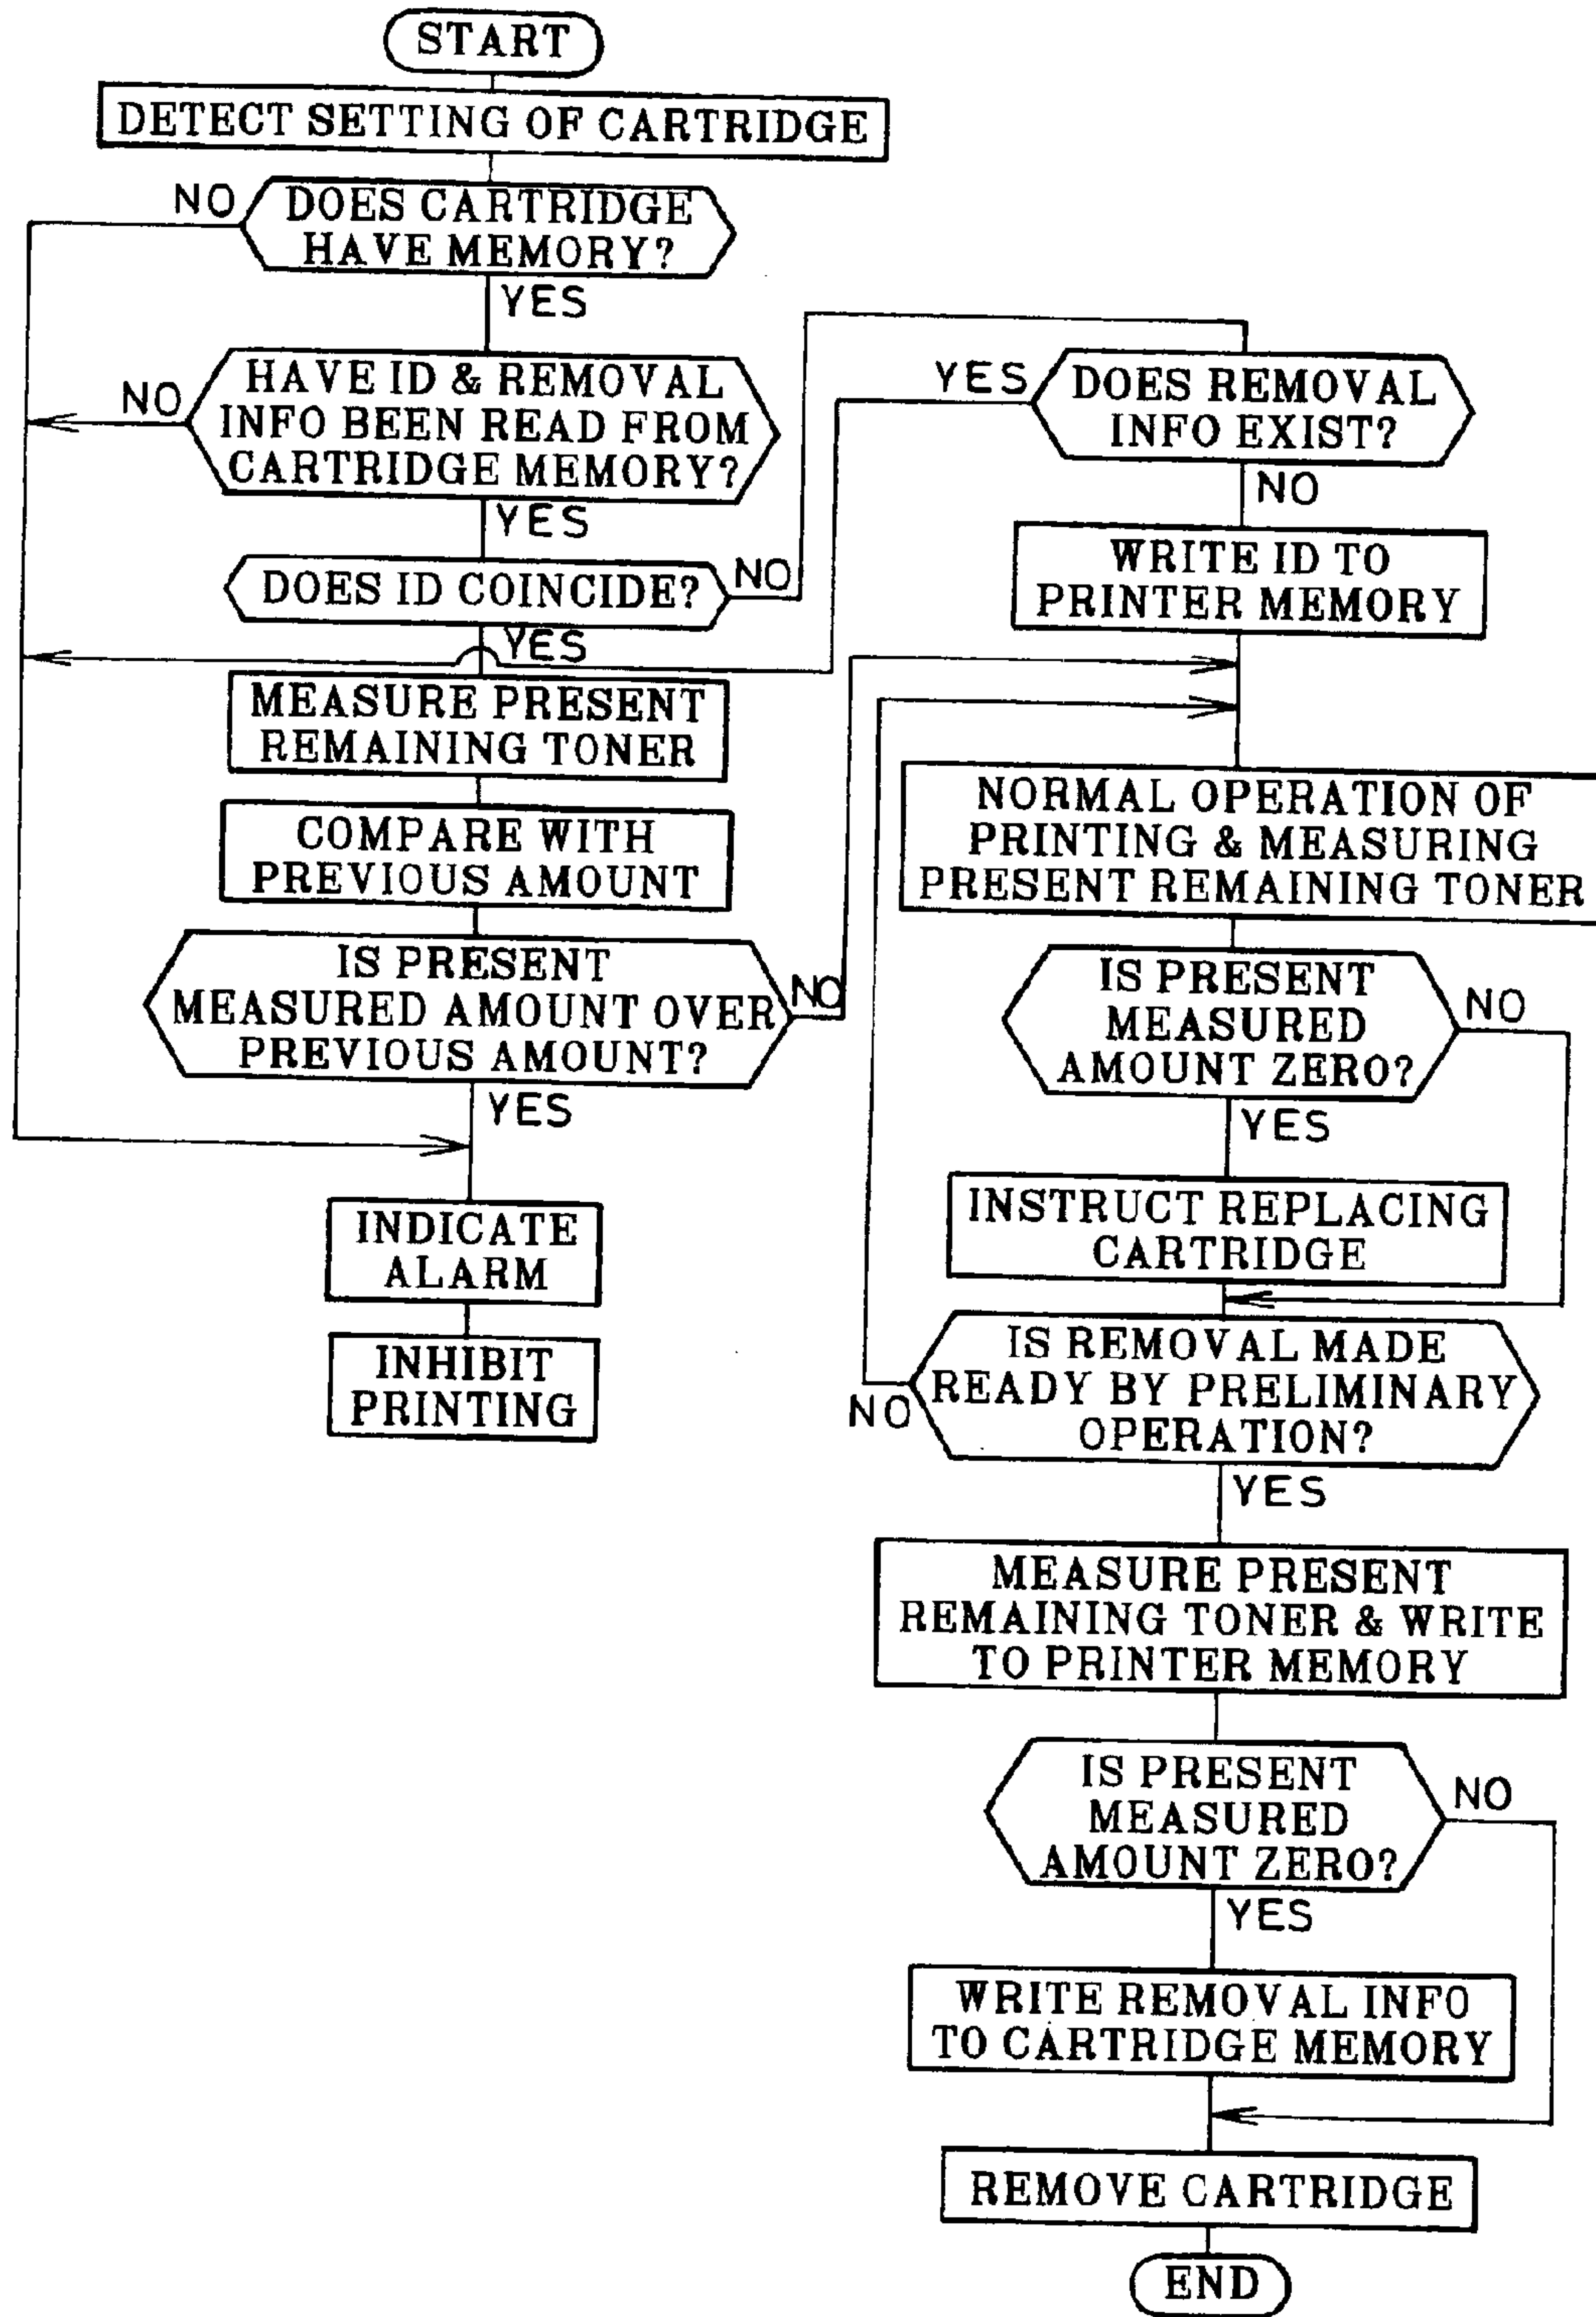 START
DETECT SETTING OF CARTRIDGE
NO
DOES CARTRIDGE
HAVE MEMORY?
YES
NO
HAVE ID & REMOVAL
INFO BEEN READ FROM
CARTRIDGE MEMORY?
YES
DOES ID COINCIDE?
NO
YES
MEASURE PRESENT
REMAINING TONER
COMPARE WITH
PREVIOUS AMOUNT
IS PRESENT
MEASURED AMOUNT OVER
PREVIOUS AMOUNT?
NO
YES
INDICATE
ALARM
INHIBIT
PRINTING
YES
DOES REMOVAL
INFO EXIST?
NO
WRITE ID TO
PRINTER MEMORY
NORMAL OPERATION OF
PRINTING & MEASURING
PRESENT REMAINING TONER
IS PRESENT
MEASURED
AMOUNT ZERO?
NO
YES
INSTRUCT REPLACING
CARTRIDGE
IS REMOVAL MADE
READY BY PRELIMINARY
OPERATION?
NO
YES
MEASURE PRESENT
REMAINING TONER & WRITE
TO PRINTER MEMORY
IS PRESENT
MEASURED
AMOUNT ZERO?
NO
YES
WRITE REMOVAL INFO
TO CARTRIDGE MEMORY
REMOVE CARTRIDGE
END